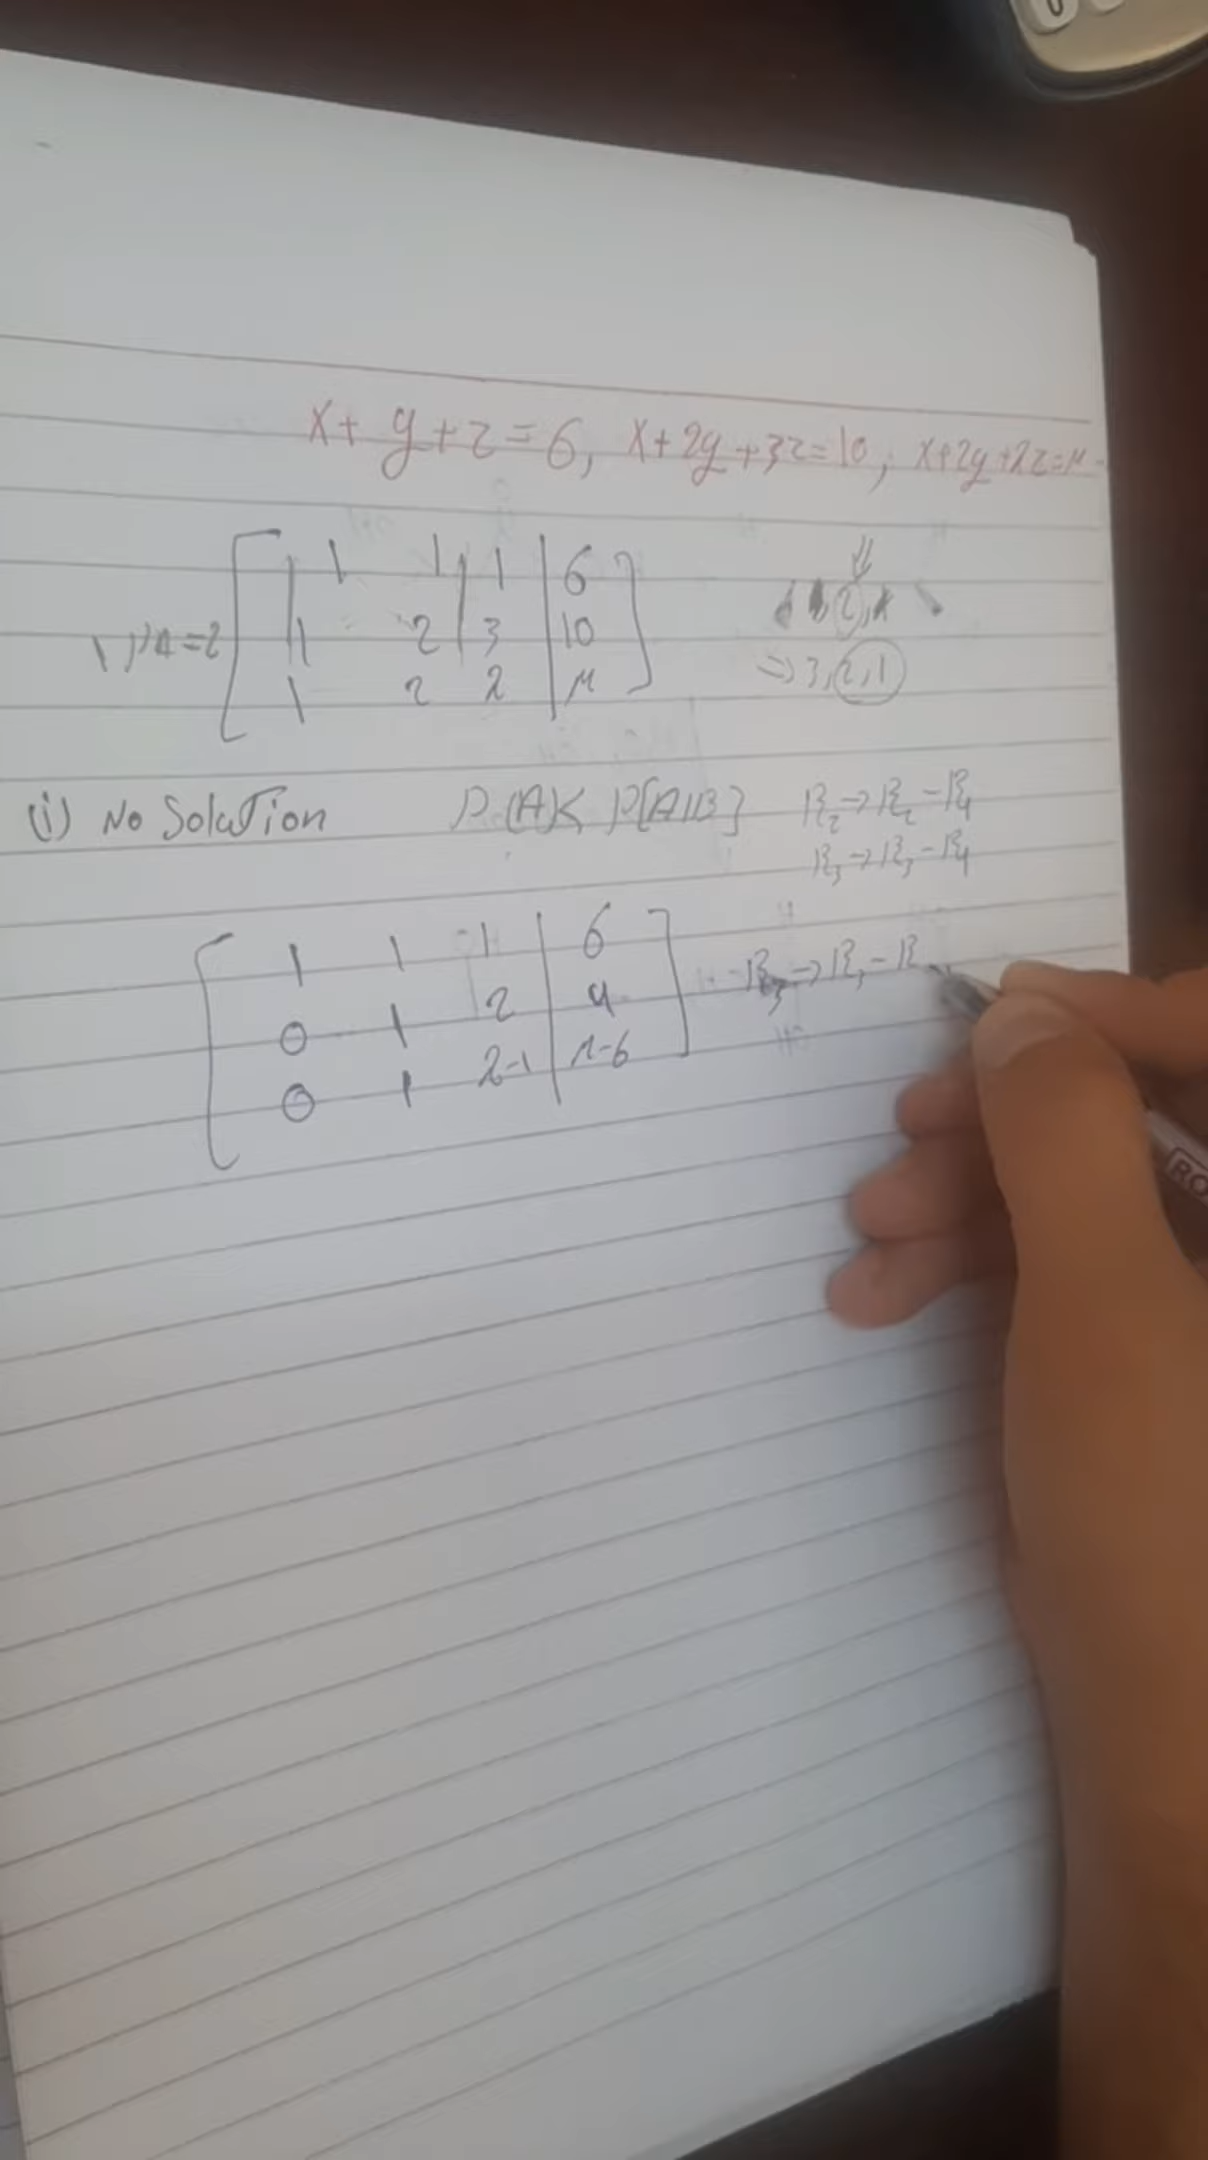 x + y + z = 6, x + 2y + 3z = 10, x + 2y + λz = μ
1 1 1 | 6
1 2 3 | 10
1 2 λ | μ
=> 3, 2, 1
(i) No Solution ρ(A) < ρ[A|B] R₂ → R₂ - R₁
R₃ → R₃ - R₁
1 1 1 | 6
0 1 2 | 4 R₃ → R₃ - R
0 1 λ-1 | μ-6
RO